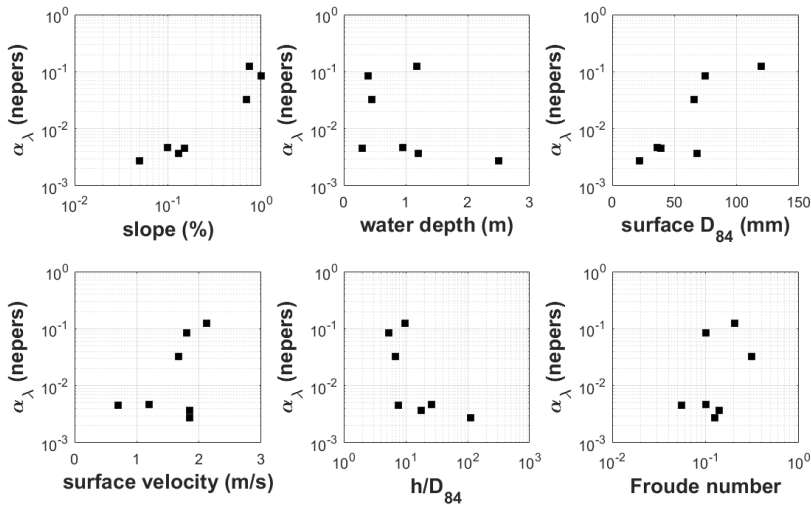 10^0
10^-1
10^-2
10^-3
α_λ (nepers)
10^-2 10^-1 10^0
slope (%)
10^0
10^-1
10^-2
10^-3
α_λ (nepers)
0 1 2 3
water depth (m)
10^0
10^-1
10^-2
10^-3
α_λ (nepers)
0 50 100 150
surface D_84 (mm)
10^0
10^-1
10^-2
10^-3
α_λ (nepers)
0 1 2 3
surface velocity (m/s)
10^0
10^-1
10^-2
10^-3
α_λ (nepers)
10^0 10^1 10^2 10^3
h/D_84
10^0
10^-1
10^-2
10^-3
α_λ (nepers)
10^-2 10^-1 10^0
Froude number